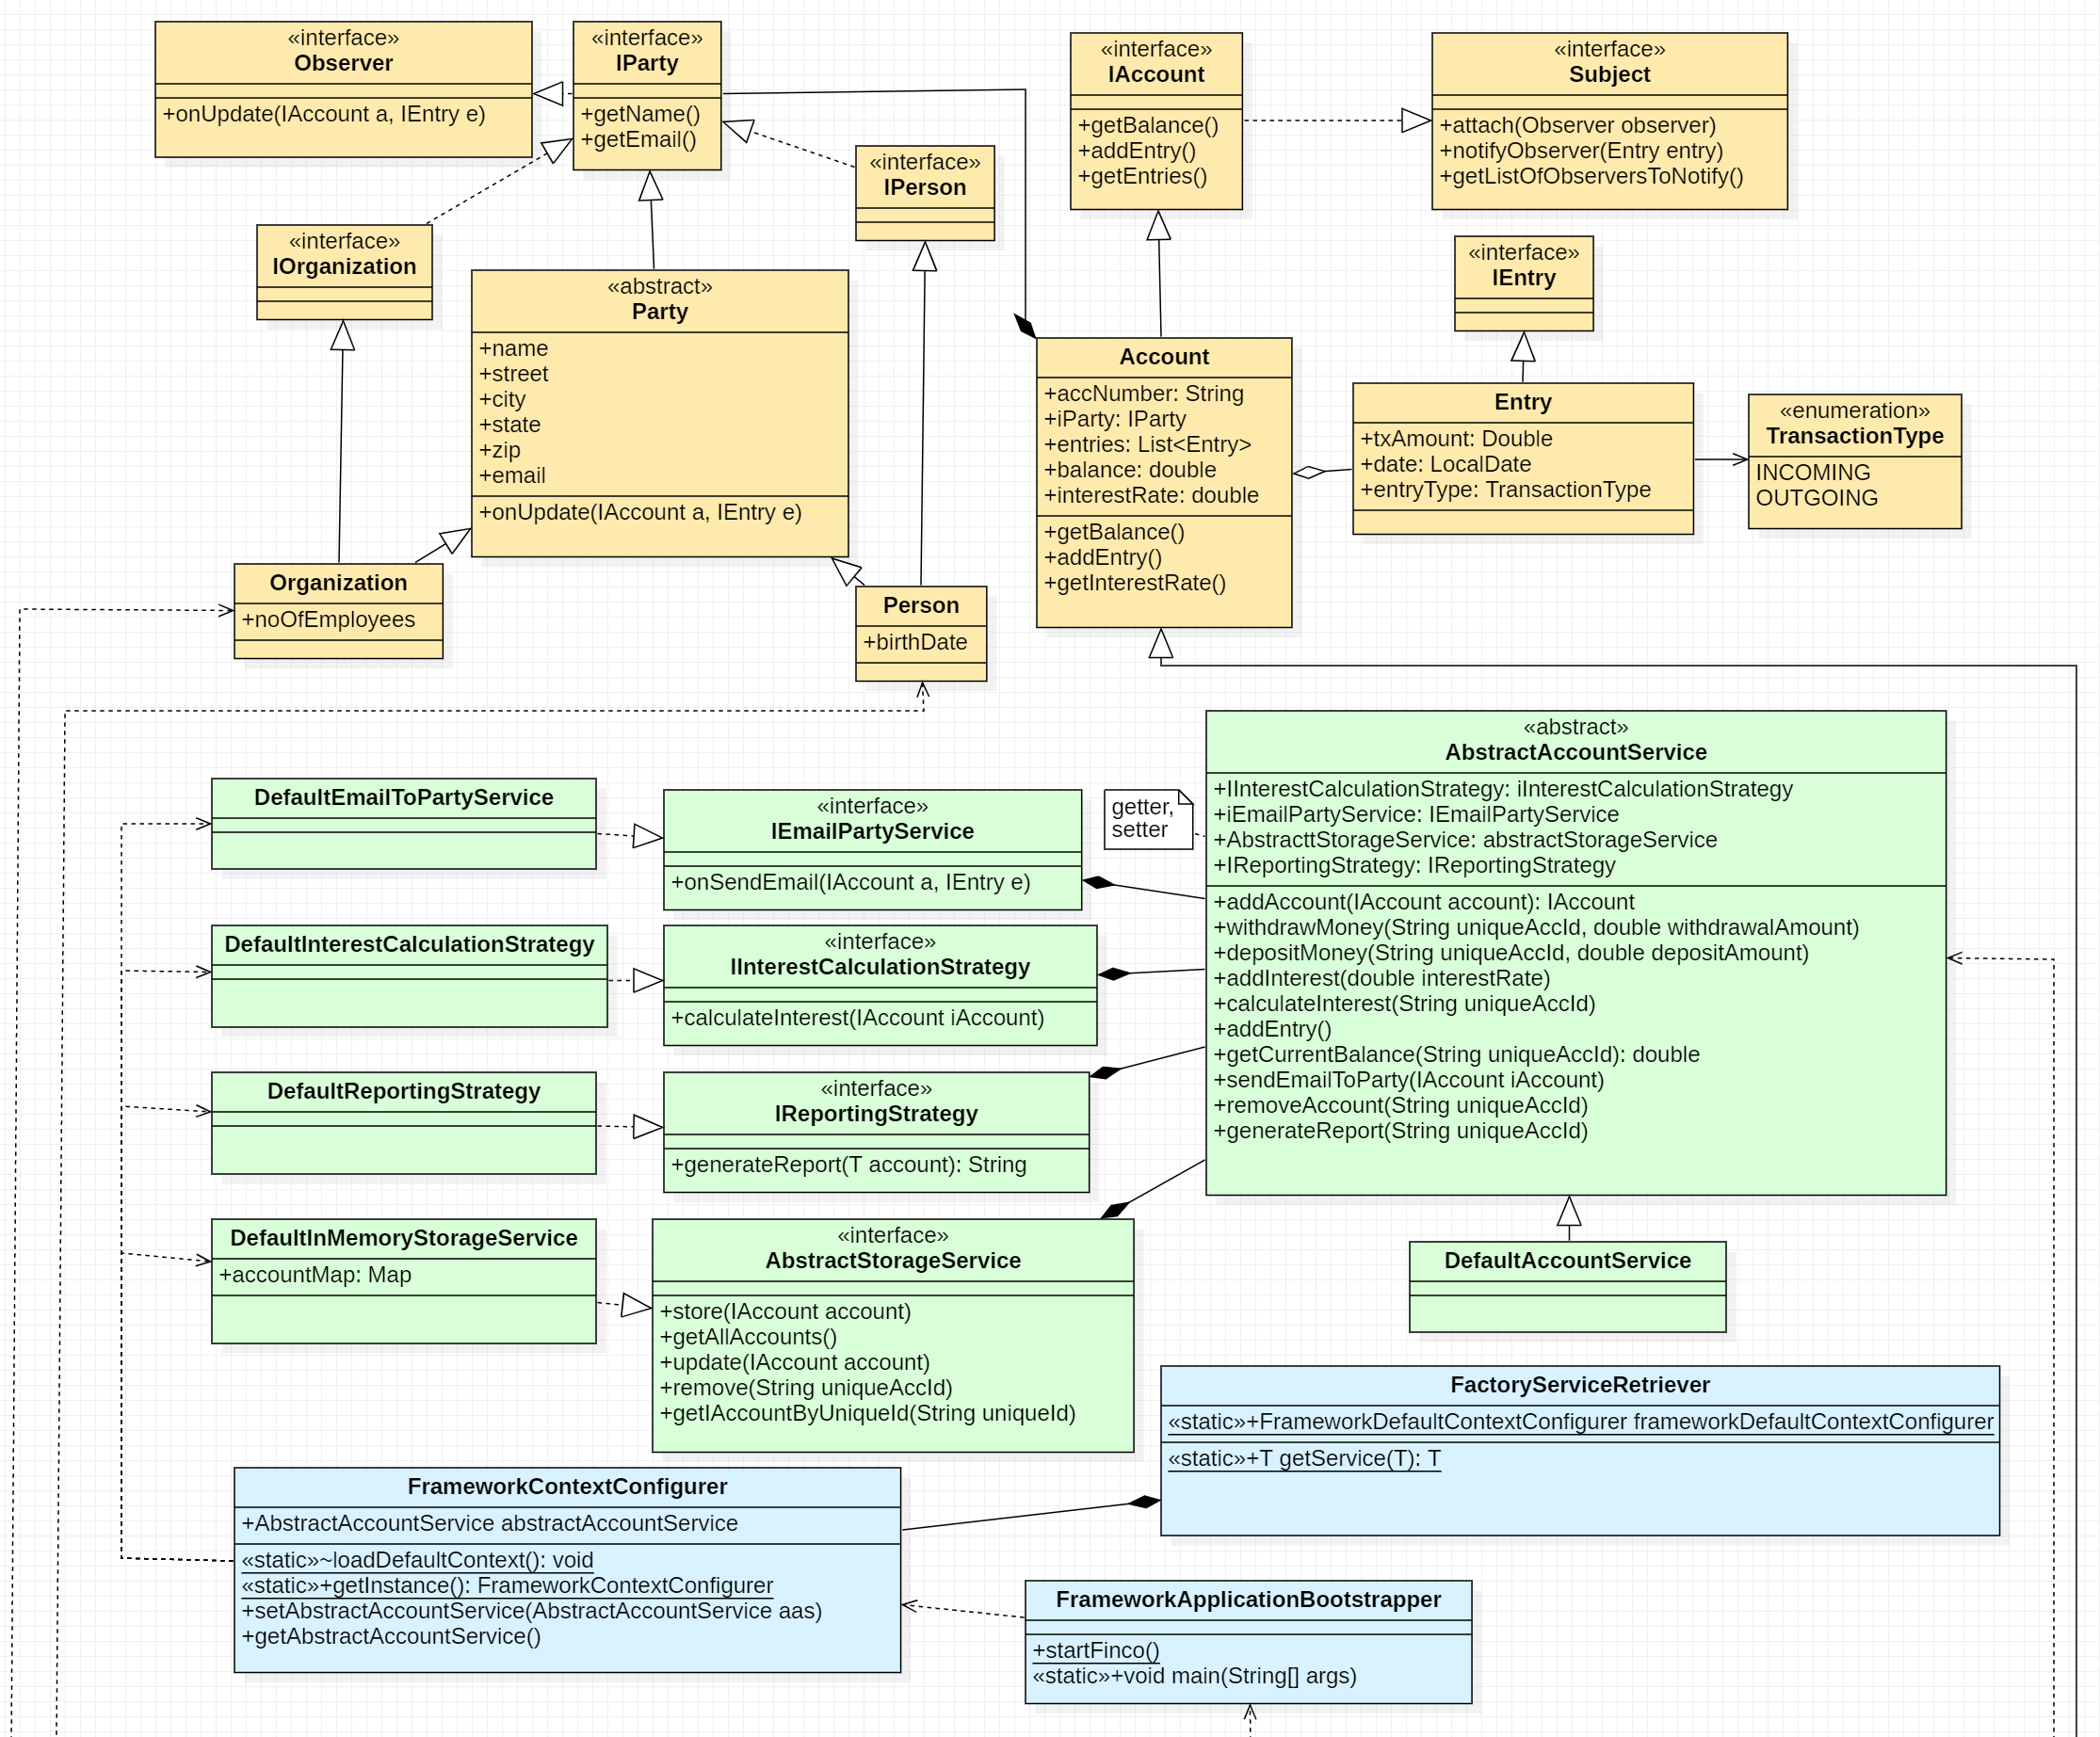 «interface»
Observer
+onUpdate(IAccount a, IEntry e)
«interface»
IParty
+getName()
+getEmail()
«interface»
IAccount
+getBalance()
+addEntry()
+getEntries()
«interface»
Subject
+attach(Observer observer)
+notifyObserver(Entry entry)
+getListOfObserversToNotify()
«interface»
IPerson
«interface»
IOrganization
«interface»
IEntry
«abstract»
Party
+name
+street
+city
+state
+zip
+email
+onUpdate(IAccount a, IEntry e)
Account
+accNumber: String
+iParty: IParty
+entries: List<Entry>
+balance: double
+interestRate: double
+getBalance()
+addEntry()
+getInterestRate()
Entry
+txAmount: Double
+date: LocalDate
+entryType: TransactionType
«enumeration»
TransactionType
INCOMING
OUTGOING
Organization
+noOfEmployees
Person
+birthDate
«abstract»
AbstractAccountService
+IInterestCalculationStrategy: iInterestCalculationStrategy
+iEmailPartyService: IEmailPartyService
+AbstracttStorageService: abstractStorageService
+IReportingStrategy: IReportingStrategy
+addAccount(IAccount account): IAccount
+withdrawMoney(String uniqueAccId, double withdrawalAmount)
+depositMoney(String uniqueAccId, double depositAmount)
+addInterest(double interestRate)
+calculateInterest(String uniqueAccId)
+addEntry()
+getCurrentBalance(String uniqueAccId): double
+sendEmailToParty(IAccount iAccount)
+removeAccount(String uniqueAccId)
+generateReport(String uniqueAccId)
getter,
setter
DefaultEmailToPartyService
«interface»
IEmailPartyService
+onSendEmail(IAccount a, IEntry e)
DefaultInterestCalculationStrategy
«interface»
IInterestCalculationStrategy
+calculateInterest(IAccount iAccount)
DefaultReportingStrategy
«interface»
IReportingStrategy
+generateReport(T account): String
DefaultInMemoryStorageService
+accountMap: Map
«interface»
AbstractStorageService
+store(IAccount account)
+getAllAccounts()
+update(IAccount account)
+remove(String uniqueAccId)
+getIAccountByUniqueId(String uniqueId)
DefaultAccountService
FactoryServiceRetriever
«static»+FrameworkDefaultContextConfigurer frameworkDefaultContextConfigurer
«static»+T getService(T): T
FrameworkContextConfigurer
+AbstractAccountService abstractAccountService
«static»~loadDefaultContext(): void
«static»+getInstance(): FrameworkContextConfigurer
+setAbstractAccountService(AbstractAccountService aas)
+getAbstractAccountService()
FrameworkApplicationBootstrapper
+startFinco()
«static»+void main(String[] args)